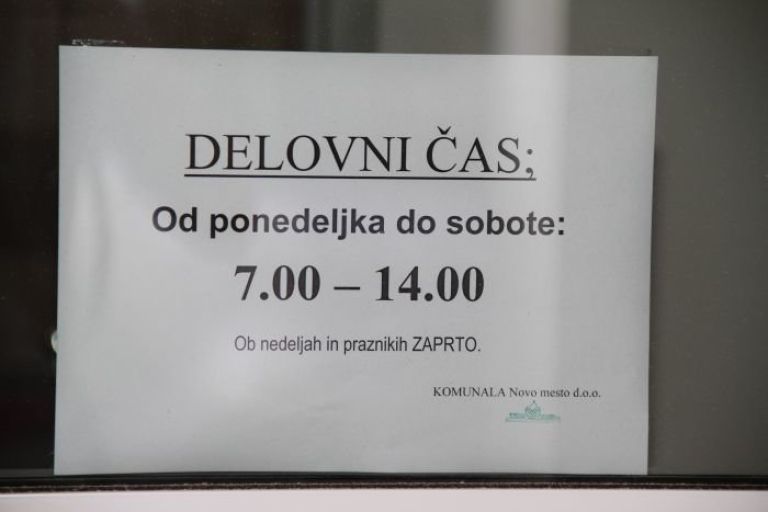 DELOVNI ČAS;
Od ponedeljka do sobote:
7.00 – 14.00
Ob nedeljah in praznikih ZAPRTO.
KOMUNALA Novo mesto d.o.o.